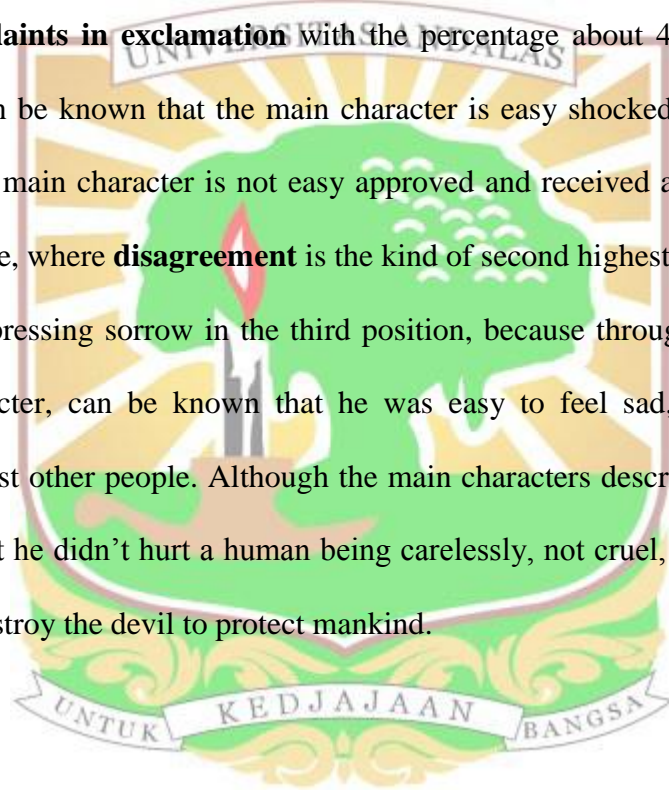 laints in exclamation with the percentage about 4
UNIVERSITAS ANDALAS
n be known that the main character is easy shocked
main character is not easy approved and received a
e, where disagreement is the kind of second highest
pressing sorrow in the third position, because throug
cter, can be known that he was easy to feel sad,
st other people. Although the main characters descr
t he didn't hurt a human being carelessly, not cruel,
stroy the devil to protect mankind.
UNTUK KEDJAJAAN BANGSA